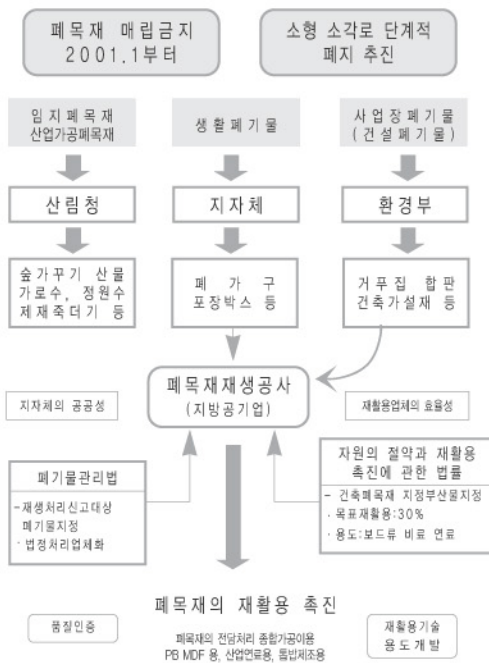 폐목재 매립금지
2001.1부터
소형 소각로 단계적
폐지 추진
임지폐목재
산업가공폐목재
생활폐기물
사업장폐기물
(건설폐기물)
산림청
지자체
환경부
숲가꾸기 산물
가로수, 정원수
제재죽더기 등
폐 가 구
포장박스 등
거푸집 합판
건축가설재 등
폐목재재생공사
(지방공기업)
지자체의 공공성
재활용업체의 효율성
폐기물관리법
-재생처리신고대상
폐기물지정
·법정처리업체화
자원의 절약과 재활용
촉진에 관한 법률
- 건축폐목재 지정부산물지정
· 목표재활용:30%
· 용도:보드류 비료 연료
폐목재의 재활용 촉진
품질인증
폐목재의 전담처리 종합가공이용
PB MDF 용, 산업연료용, 톱밥제조용
재활용기술
용도개발